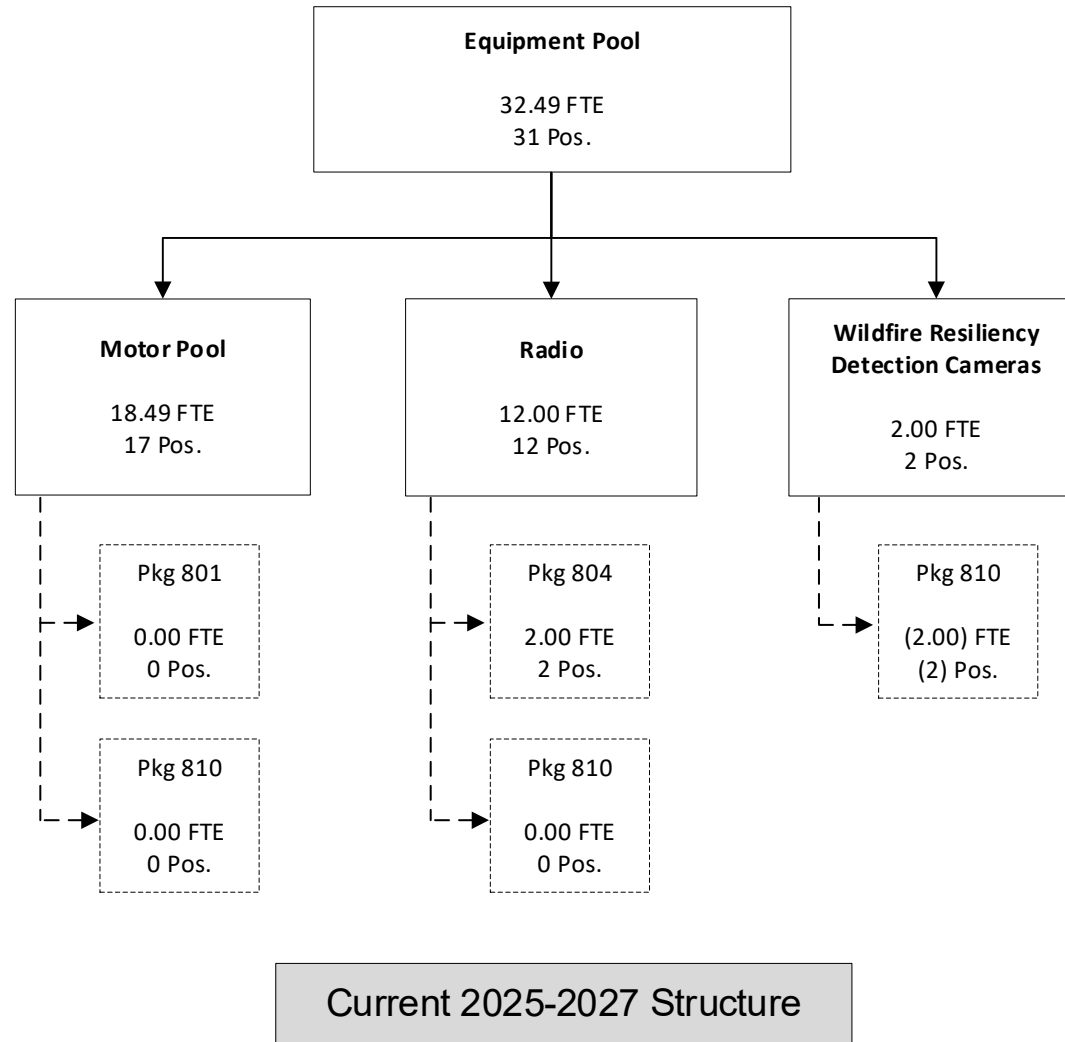 Equipment Pool
32.49 FTE
31 Pos.
Motor Pool
18.49 FTE
17 Pos.
Radio
12.00 FTE
12 Pos.
Wildfire Resiliency
Detection Cameras
2.00 FTE
2 Pos.
Pkg 801
0.00 FTE
0 Pos.
Pkg 804
2.00 FTE
2 Pos.
Pkg 810
(2.00) FTE
(2) Pos.
Pkg 810
0.00 FTE
0 Pos.
Pkg 810
0.00 FTE
0 Pos.
Current 2025-2027 Structure